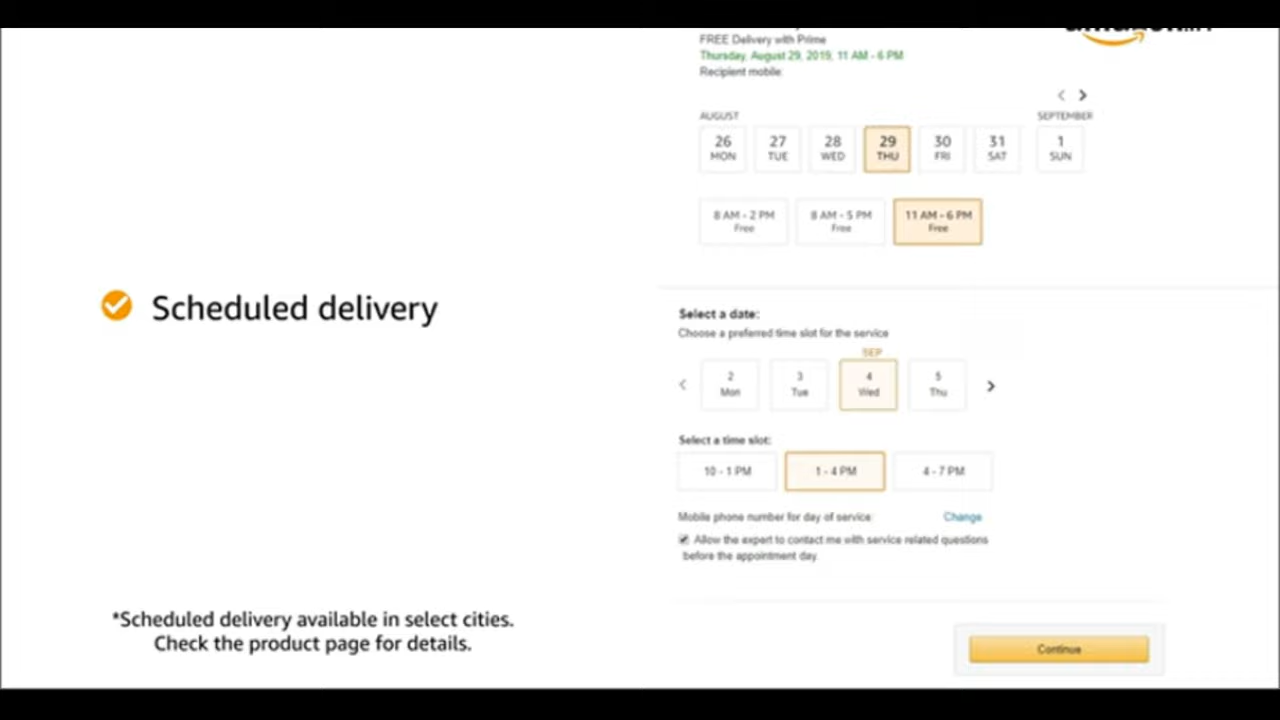 FREE Delivery with Prime
Thursday, August 29, 2019, 11 AM - 6 PM
Recipient mobile
AUGUST SEPTEMBER
26 27 28 29 30 31 1
MON TUE WED THU FRI SAT SUN
8 AM - 2 PM 8 AM - 5 PM 11 AM - 6 PM
Free Free Free
Scheduled delivery
Select a date:
Choose a preferred time slot for the service
SEP
2 3 4 5
Mon Tue Wed Thu
Select a time slot:
10 - 1 PM 1 - 4 PM 4 - 7 PM
Mobile phone number for day of service: Change
Allow the expert to contact me with service related questions
before the appointment day.
*Scheduled delivery available in select cities.
Check the product page for details.
Continue